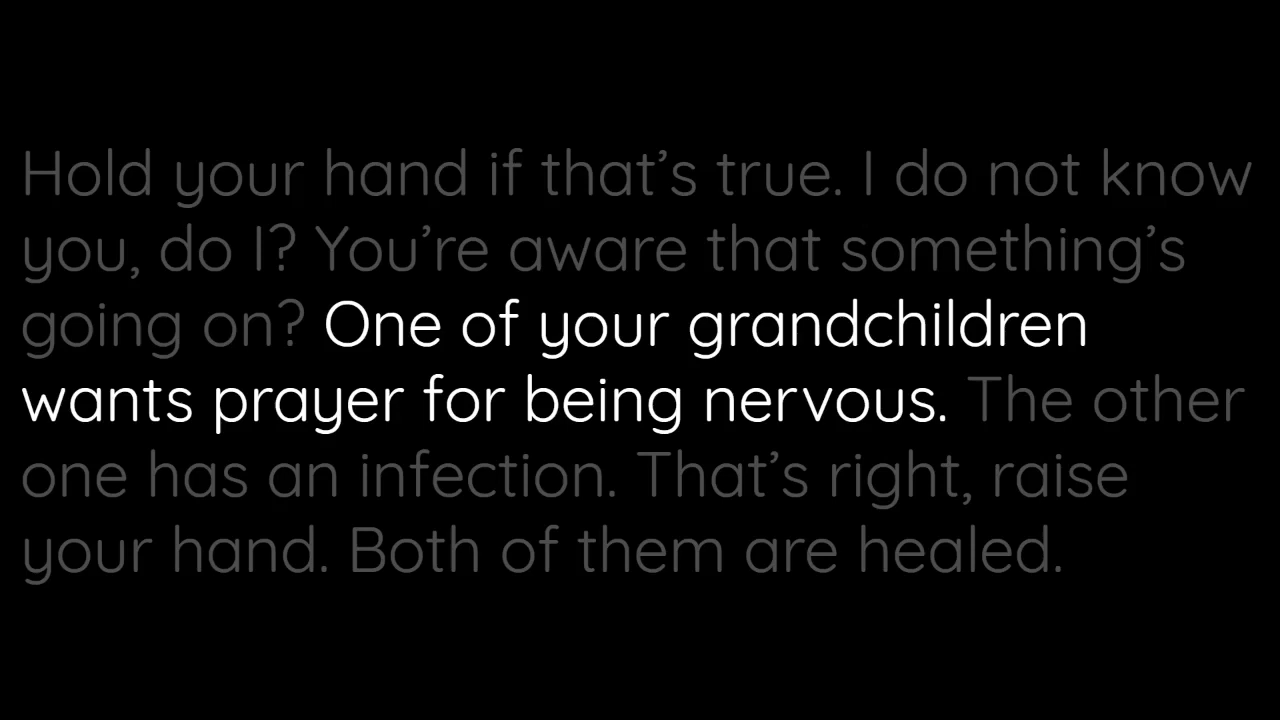 Hold your hand if that’s true. I do not know
you, do I? You’re aware that something’s
going on? One of your grandchildren
wants prayer for being nervous. The other
one has an infection. That’s right, raise
your hand. Both of them are healed.